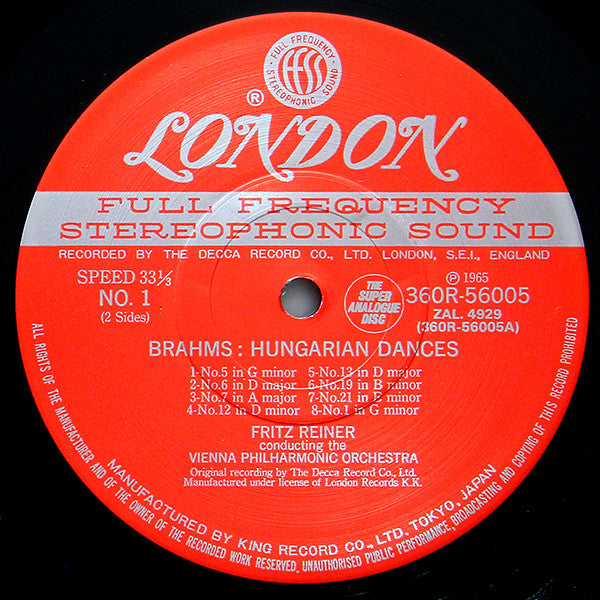 FULL FREQUENCY
ffss
STEREOPHONIC SOUND
® LONDON
FULL FREQUENCY
STEREOPHONIC SOUND
RECORDED BY THE DECCA RECORD CO., LTD. LONDON, S.E.I., ENGLAND
SPEED 33⅓
NO. 1
(2 Sides)
THE
SUPER
ANALOGUE
DISC
℗ 1965
360R-56005
ZAL. 4929
(360R-56005A)
BRAHMS : HUNGARIAN DANCES
1-No.5 in G minor 5-No.13 in D major
2-No.6 in D major 6-No.19 in B minor
3-No.7 in A major 7-No.21 in E minor
4-No.12 in D minor 8-No.1 in G minor
FRITZ REINER
conducting the
VIENNA PHILHARMONIC ORCHESTRA
Original recording by The Decca Record Co., Ltd.
Manufactured under license of London Records K.K.
MANUFACTURED BY KING RECORD CO., LTD. TOKYO, JAPAN
ALL RIGHTS OF THE MANUFACTURER AND OF THE OWNER OF THE RECORDED WORK RESERVED, UNAUTHORISED PUBLIC PERFORMANCE, BROADCASTING AND COPYING OF THIS RECORD PROHIBITED